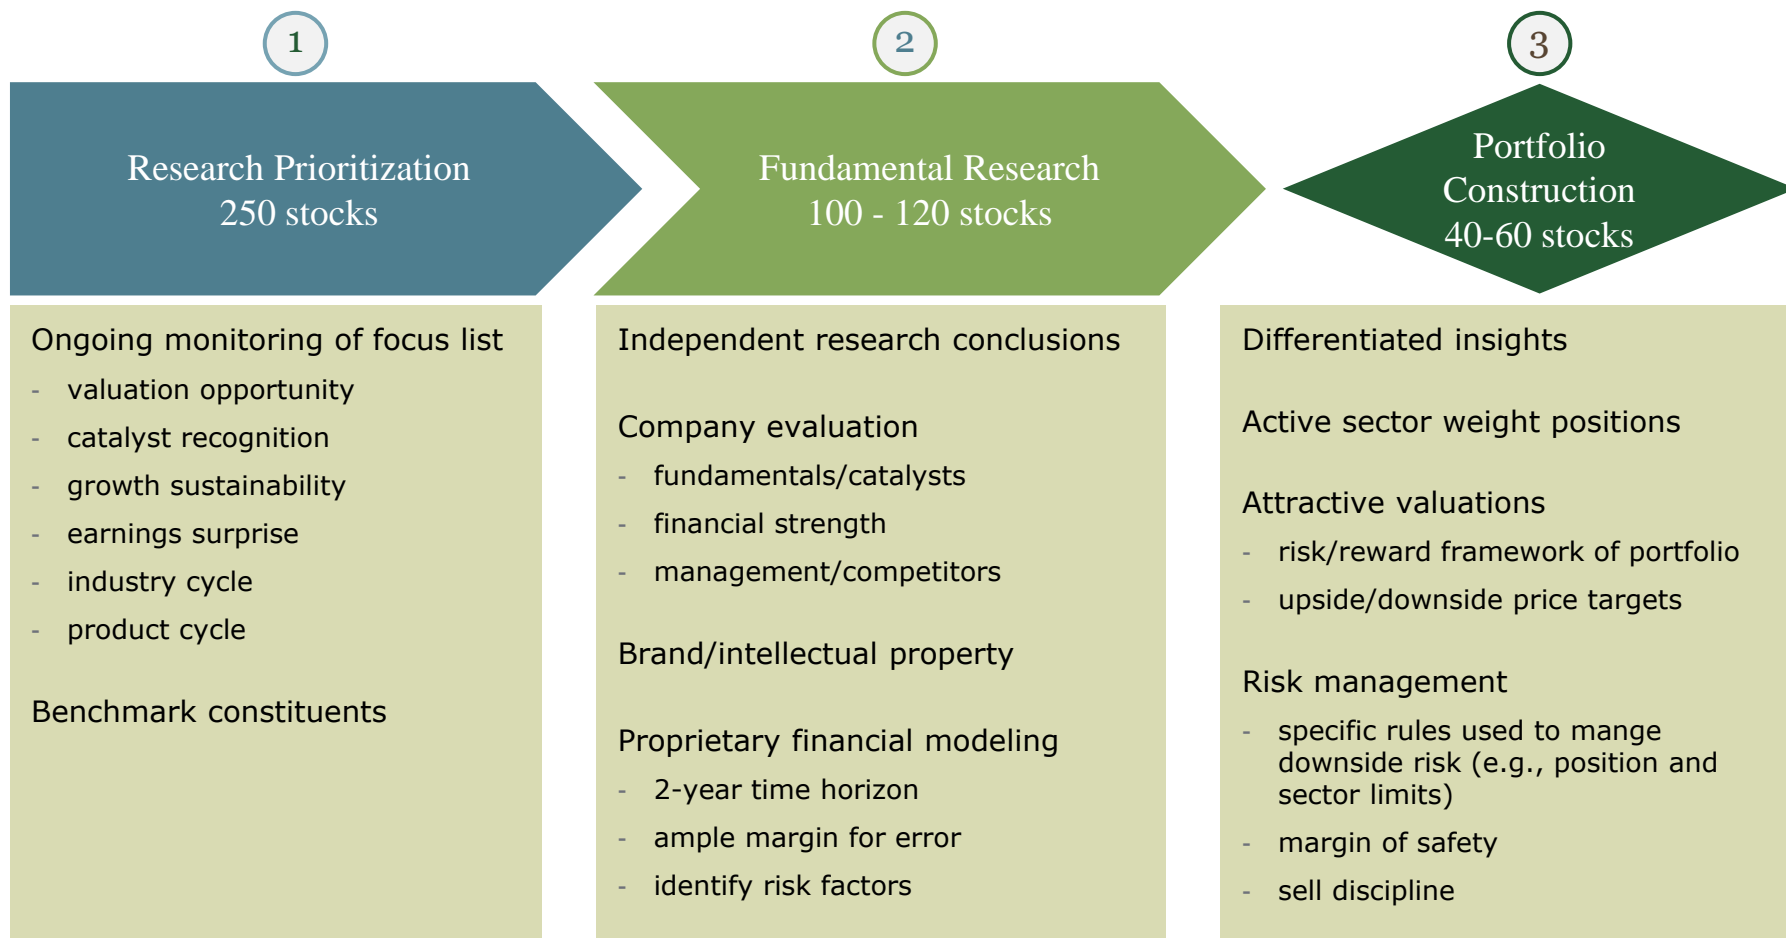 1
Research Prioritization
250 stocks
Ongoing monitoring of focus list
- valuation opportunity
- catalyst recognition
- growth sustainability
- earnings surprise
- industry cycle
- product cycle
Benchmark constituents
2
Fundamental Research
100 - 120 stocks
Independent research conclusions
Company evaluation
- fundamentals/catalysts
- financial strength
- management/competitors
Brand/intellectual property
Proprietary financial modeling
- 2-year time horizon
- ample margin for error
- identify risk factors
3
Portfolio
Construction
40-60 stocks
Differentiated insights
Active sector weight positions
Attractive valuations
- risk/reward framework of portfolio
- upside/downside price targets
Risk management
- specific rules used to mange
downside risk (e.g., position and
sector limits)
- margin of safety
- sell discipline